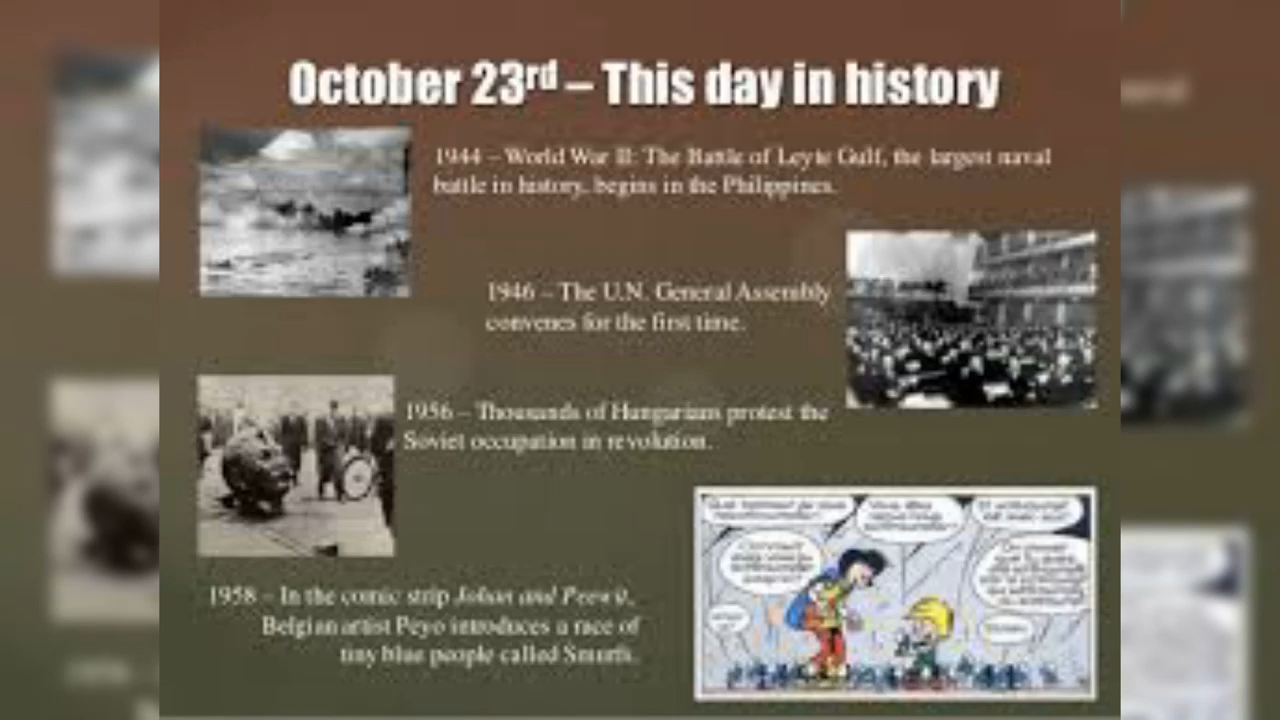 October 23rd – This day in history
1944 – World War II: The Battle of Leyte Gulf, the largest naval
battle in history, begins in the Philippines.
1946 – The U.N. General Assembly
convenes for the first time.
1956 – Thousands of Hungarians protest the
Soviet occupation in revolution.
1958 – In the comic strip Johan and Peewit,
Belgian artist Peyo introduces a race of
tiny blue people called Smurfs.